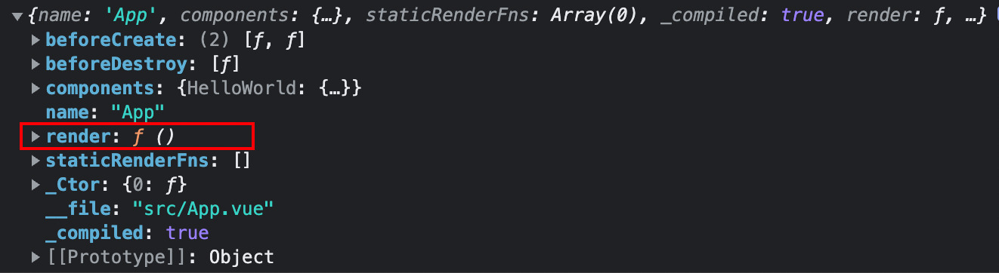 {name: 'App', components: {…}, staticRenderFns: Array(0), _compiled: true, render: ƒ, …}
beforeCreate: (2) [ƒ, ƒ]
beforeDestroy: [ƒ]
components: {HelloWorld: {…}}
name: "App"
render: ƒ ()
staticRenderFns: []
_Ctor: {0: ƒ}
__file: "src/App.vue"
_compiled: true
[[Prototype]]: Object